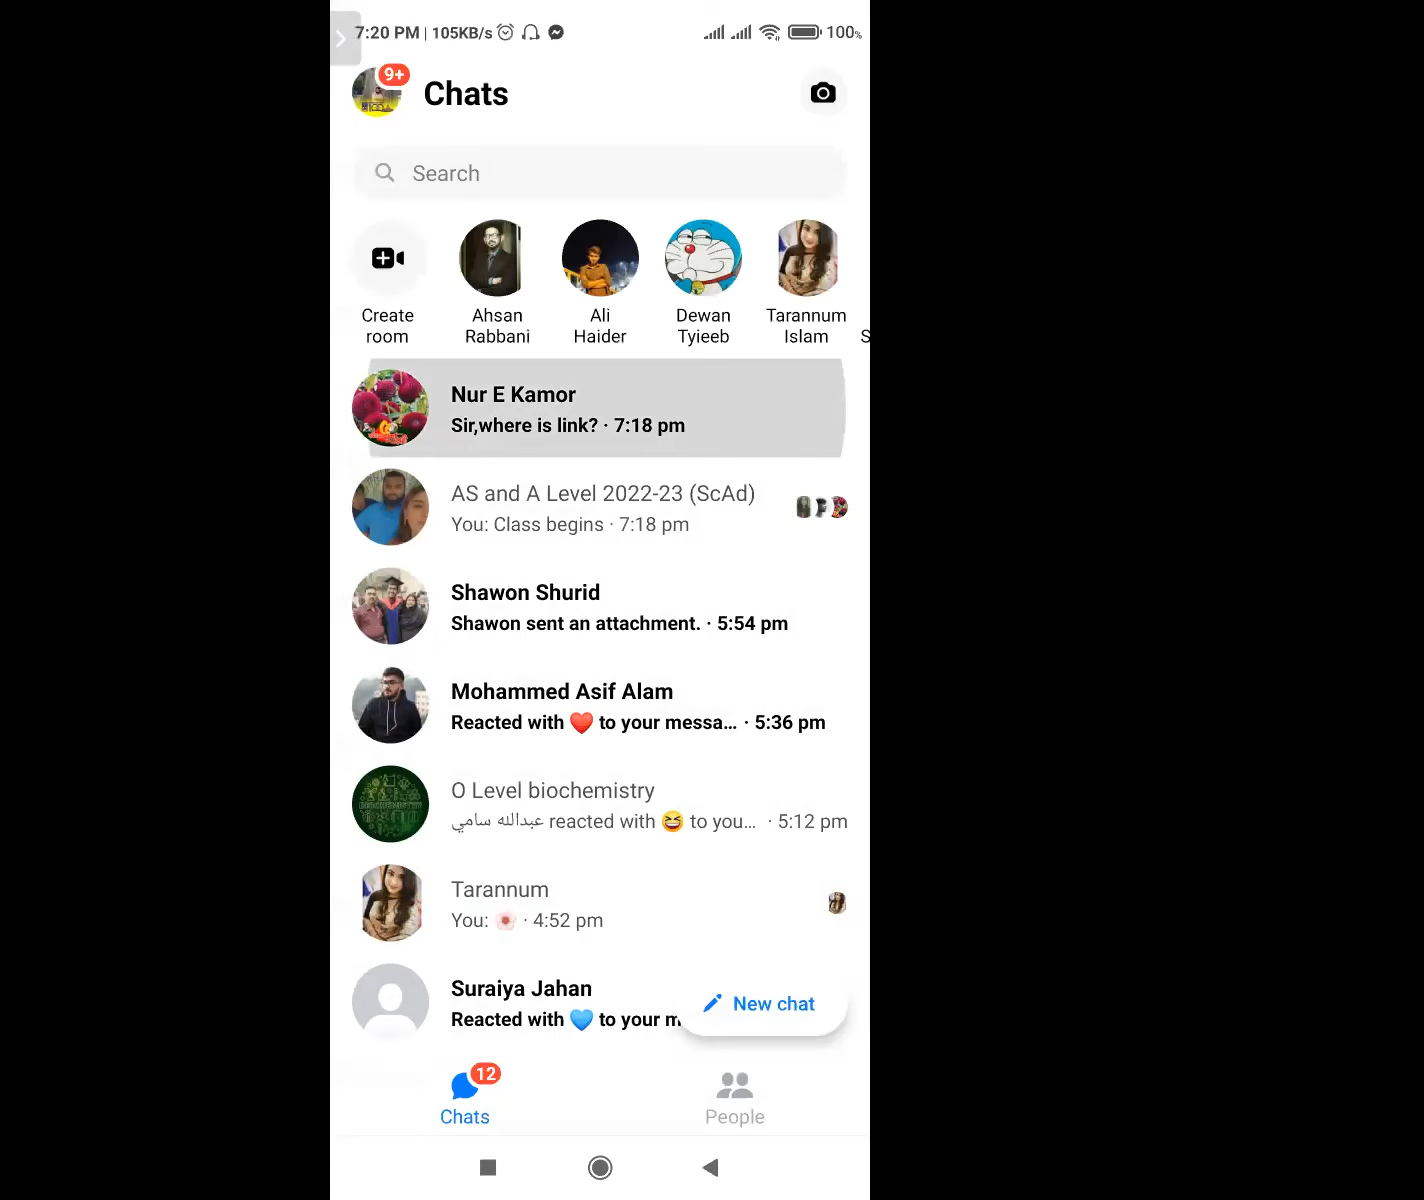 7:20 PM | 105KB/s
100%
9+
Chats
Search
Create room
Ahsan Rabbani
Ali Haider
Dewan Tyieeb
Tarannum Islam
S
Nur E Kamor
Sir,where is link? · 7:18 pm
AS and A Level 2022-23 (ScAd)
You: Class begins · 7:18 pm
Shawon Shurid
Shawon sent an attachment. · 5:54 pm
Mohammed Asif Alam
Reacted with ❤️ to your messa... · 5:36 pm
O Level biochemistry
عبدالله سامي reacted with 😆 to you... · 5:12 pm
Tarannum
You: 🌸 · 4:52 pm
Suraiya Jahan
Reacted with 💙 to your m
New chat
12
Chats
People